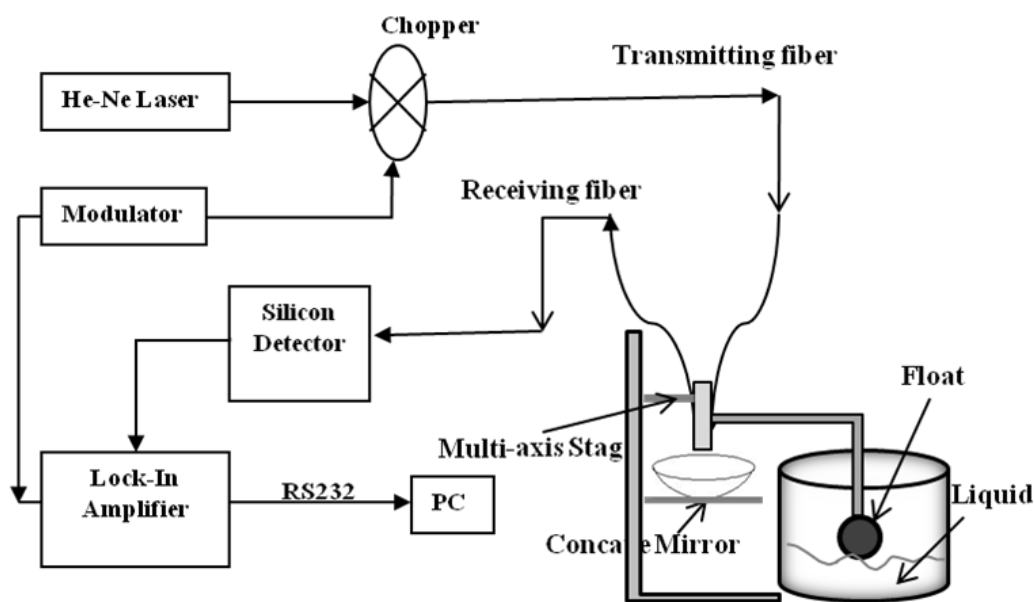 Chopper
Transmitting fiber
He-Ne Laser
Receiving fiber
Modulator
Silicon
Detector
Float
Multi-axis Stag
Lock-In
Amplifier
RS232
PC
Liquid
Concave Mirror